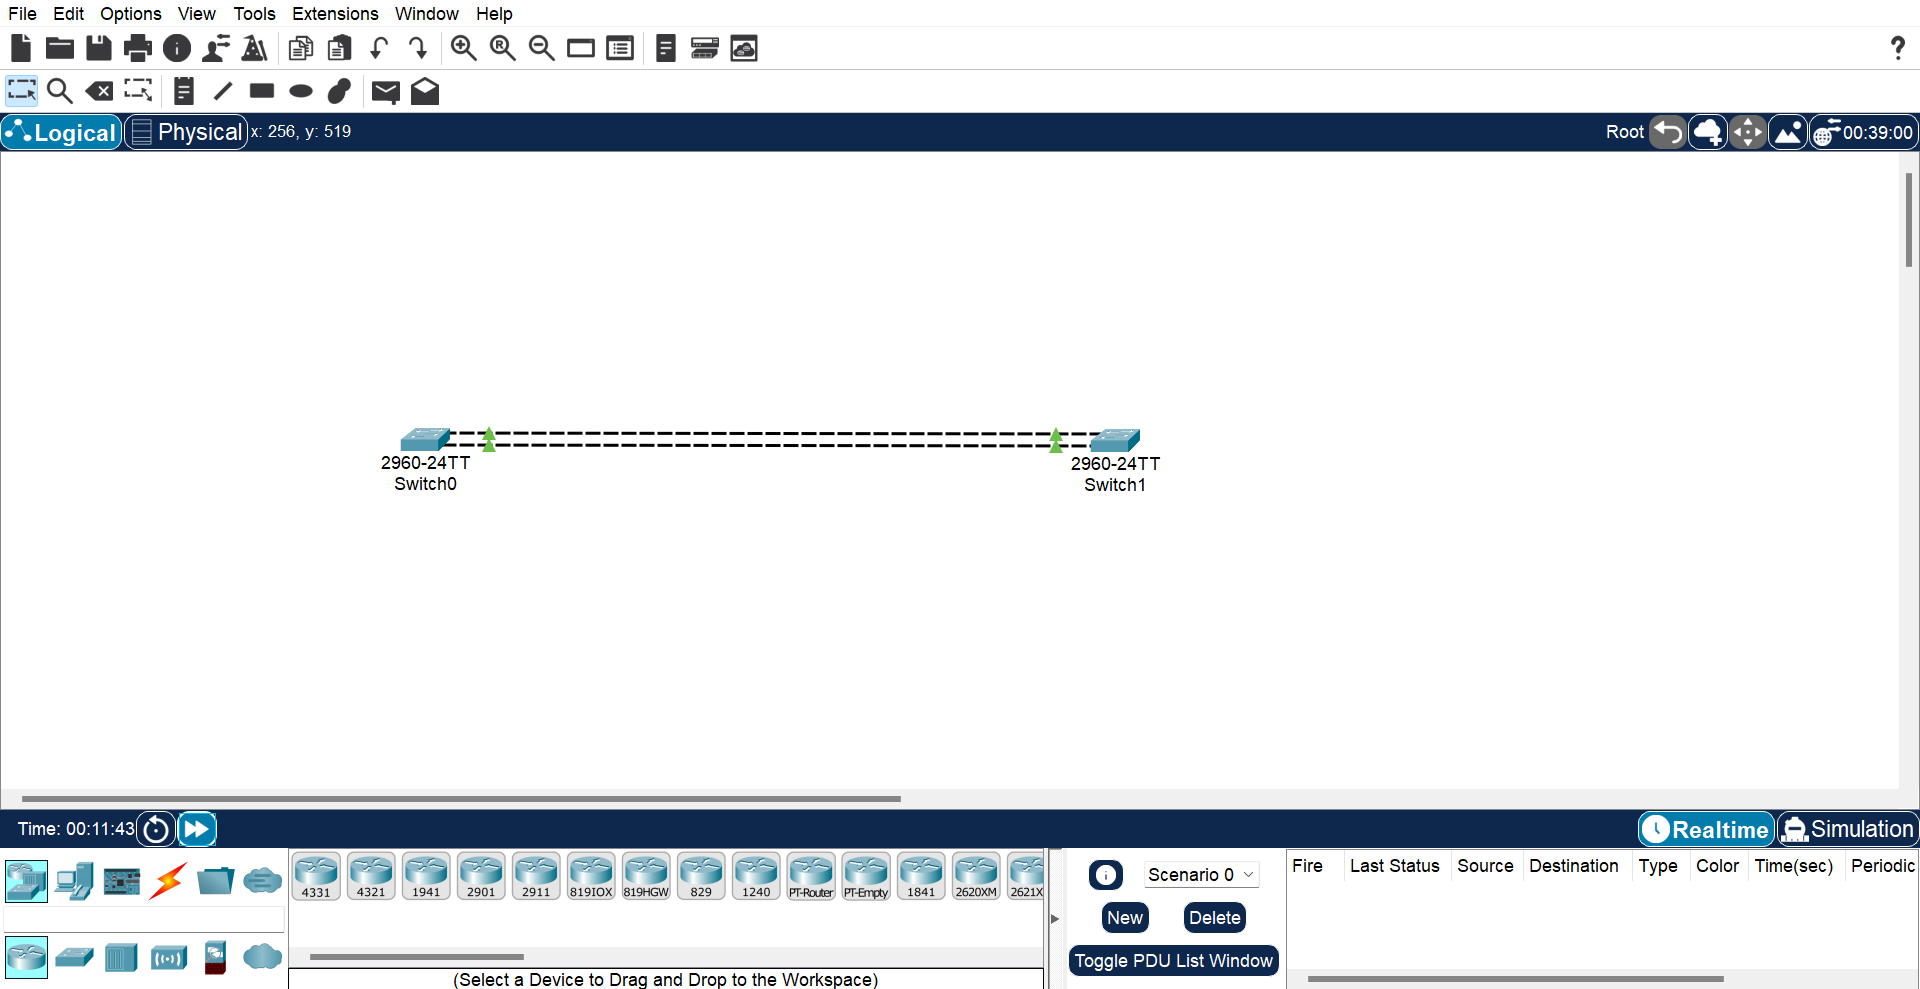 File Edit Options View Tools Extensions Window Help
?
Logical Physical x: 256, y: 519 Root 00:39:00
2960-24TT
Switch0
2960-24TT
Switch1
Time: 00:11:43 Realtime Simulation
4331 4321 1941 2901 2911 819IOX 819HGW 829 1240 PT-Router PT-Empty 1841 2620XM 2621X
(Select a Device to Drag and Drop to the Workspace)
Scenario 0
New Delete
Toggle PDU List Window
Fire Last Status Source Destination Type Color Time(sec) Periodic